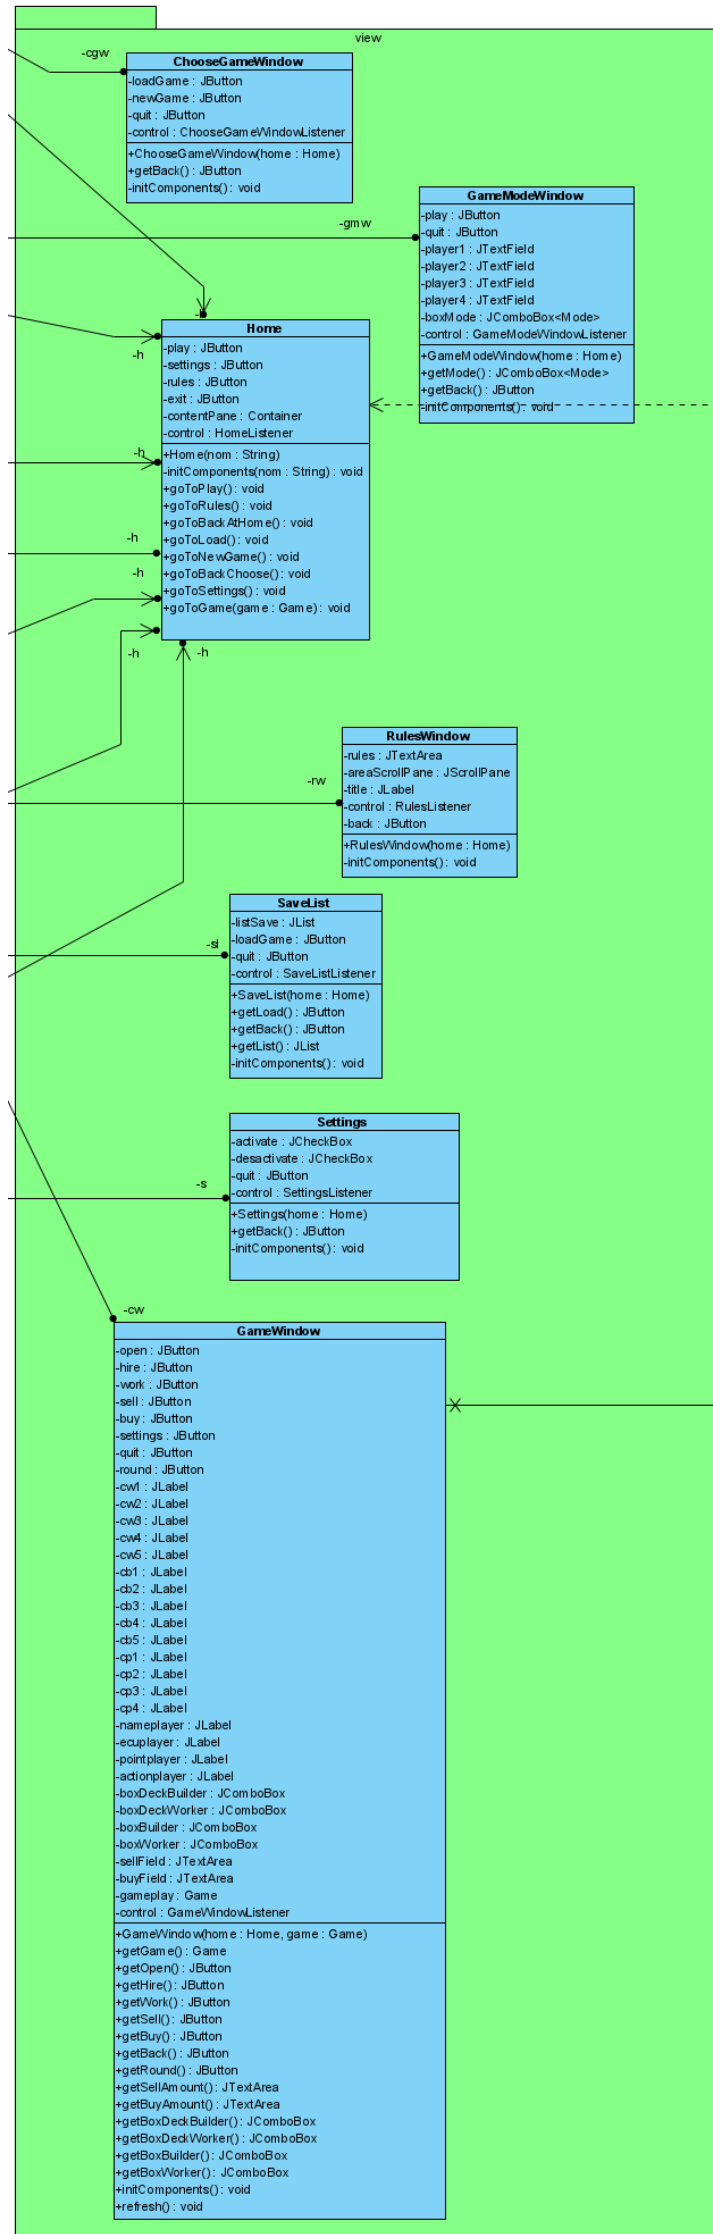 view
-cgw
ChooseGameWindow
-loadGame : JButton
-newGame : JButton
-quit : JButton
-control : ChooseGameWindowListener
+ChooseGameWindow(home : Home)
+getBack() : JButton
-initComponents() : void
-gmw
GameModeWindow
-play : JButton
-quit : JButton
-player1 : JTextField
-player2 : JTextField
-player3 : JTextField
-player4 : JTextField
-boxMode : JComboBox<Mode>
-control : GameModeWindowListener
+GameModeWindow(home : Home)
+getMode() : JComboBox<Mode>
+getBack() : JButton
-initComponents() : void
Home
-play : JButton
-settings : JButton
-rules : JButton
-exit : JButton
-contentPane : Container
-control : HomeListener
+Home(nom : String)
-initComponents(nom : String) : void
+goToPlay() : void
+goToRules() : void
+goToBackAtHome() : void
+goToLoad() : void
+goToNewGame() : void
+goToBackChoose() : void
+goToSettings() : void
+goToGame(game : Game) : void
-h
-h
-h
-h
-h
-h
RulesWindow
-rules : JTextArea
-areaScrollPane : JScrollPane
-title : JLabel
-control : RulesListener
-back : JButton
+RulesWindow(home : Home)
-initComponents() : void
-rw
SaveList
-listSave : JList
-loadGame : JButton
-quit : JButton
-control : SaveListListener
+SaveList(home : Home)
+getLoad() : JButton
+getBack() : JButton
+getList() : JList
-initComponents() : void
-sl
Settings
-activate : JCheckBox
-desactivate : JCheckBox
-quit : JButton
-control : SettingsListener
+Settings(home : Home)
+getBack() : JButton
-initComponents() : void
-s
-cw
GameWindow
-open : JButton
-hire : JButton
-work : JButton
-sell : JButton
-buy : JButton
-settings : JButton
-quit : JButton
-round : JButton
-cw1 : JLabel
-cw2 : JLabel
-cw3 : JLabel
-cw4 : JLabel
-cw5 : JLabel
-cb1 : JLabel
-cb2 : JLabel
-cb3 : JLabel
-cb4 : JLabel
-cb5 : JLabel
-cp1 : JLabel
-cp2 : JLabel
-cp3 : JLabel
-cp4 : JLabel
-nameplayer : JLabel
-ecuplayer : JLabel
-pointplayer : JLabel
-actionplayer : JLabel
-boxDeckBuilder : JComboBox
-boxDeckWorker : JComboBox
-boxBuilder : JComboBox
-boxWorker : JComboBox
-sellField : JTextArea
-buyField : JTextArea
-gameplay : Game
-control : GameWindowListener
+GameWindow(home : Home, game : Game)
+getGame() : Game
+getOpen() : JButton
+getHire() : JButton
+getWork() : JButton
+getSell() : JButton
+getBuy() : JButton
+getBack() : JButton
+getRound() : JButton
+getSellAmount() : JTextArea
+getBuyAmount() : JTextArea
+getBoxDeckBuilder() : JComboBox
+getBoxDeckWorker() : JComboBox
+getBoxBuilder() : JComboBox
+getBoxWorker() : JComboBox
+initComponents() : void
+refresh() : void